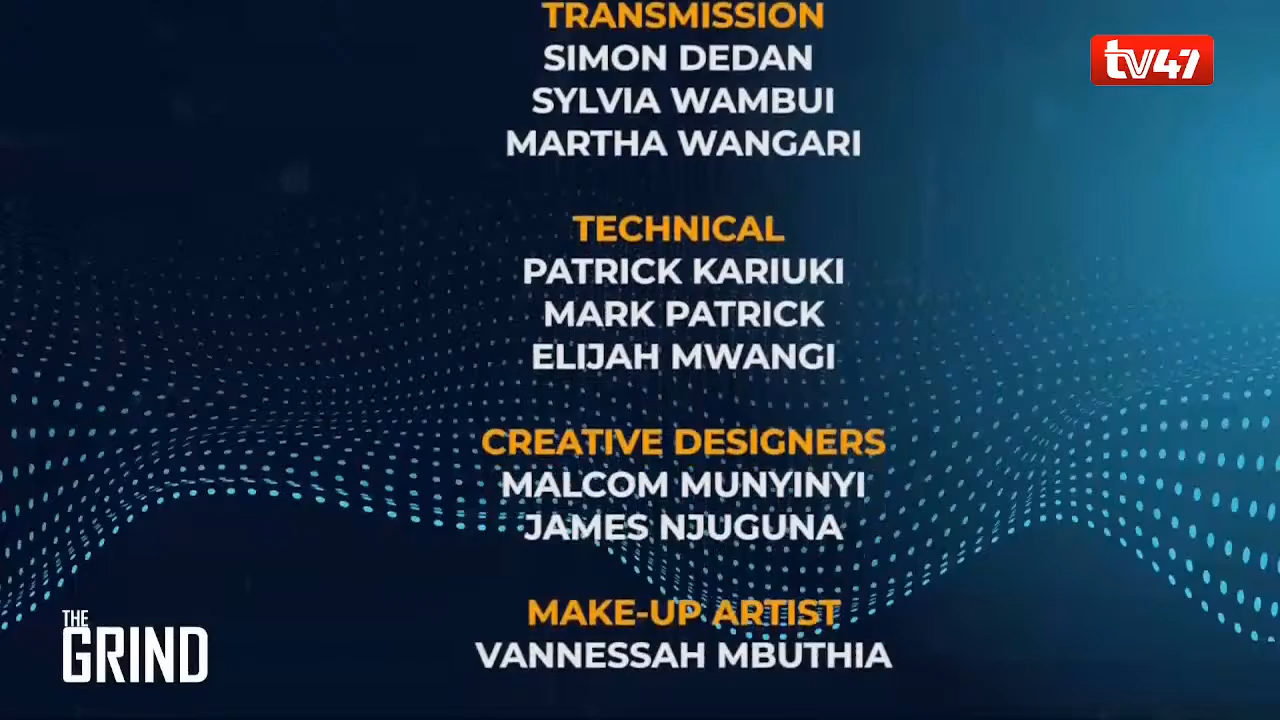 TRANSMISSION
SIMON DEDAN
SYLVIA WAMBUI
MARTHA WANGARI
TECHNICAL
PATRICK KARIUKI
MARK PATRICK
ELIJAH MWANGI
CREATIVE DESIGNERS
MALCOM MUNYINYI
JAMES NJUGUNA
MAKE-UP ARTIST
VANNESSAH MBUTHIA
tv47
THE
GRIND